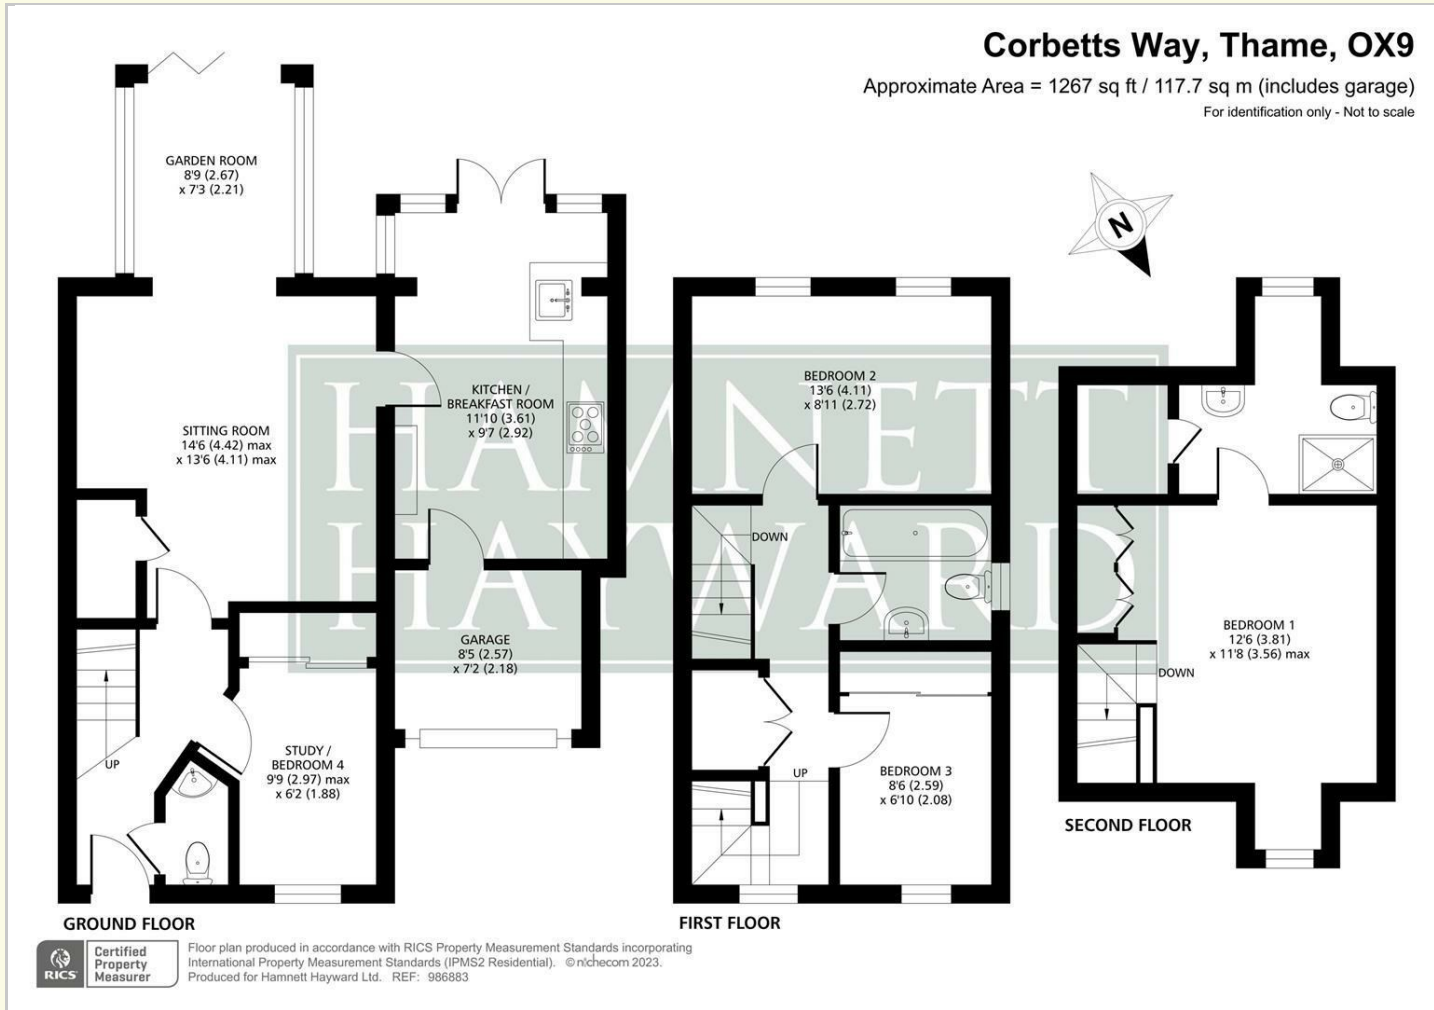 Corbetts Way, Thame, OX9
Approximate Area = 1267 sq ft / 117.7 sq m (includes garage)
For identification only - Not to scale
GARDEN ROOM
8'9 (2.67)
x 7'3 (2.21)
N
KITCHEN /
BREAKFAST ROOM
11'10 (3.61)
x 9'7 (2.92)
SITTING ROOM
14'6 (4.42) max
x 13'6 (4.11) max
BEDROOM 2
13'6 (4.11)
x 8'11 (2.72)
HAMNETT
HAYWARD
DOWN
GARAGE
8'5 (2.57)
x 7'2 (2.18)
BEDROOM 1
12'6 (3.81)
x 11'8 (3.56) max
DOWN
STUDY /
BEDROOM 4
9'9 (2.97) max
x 6'2 (1.88)
UP
BEDROOM 3
8'6 (2.59)
x 6'10 (2.08)
UP
SECOND FLOOR
GROUND FLOOR
FIRST FLOOR
RICS
Certified
Property
Measurer
Floor plan produced in accordance with RICS Property Measurement Standards incorporating
International Property Measurement Standards (IPMS2 Residential). © nichecom 2023.
Produced for Hamnett Hayward Ltd. REF: 986883